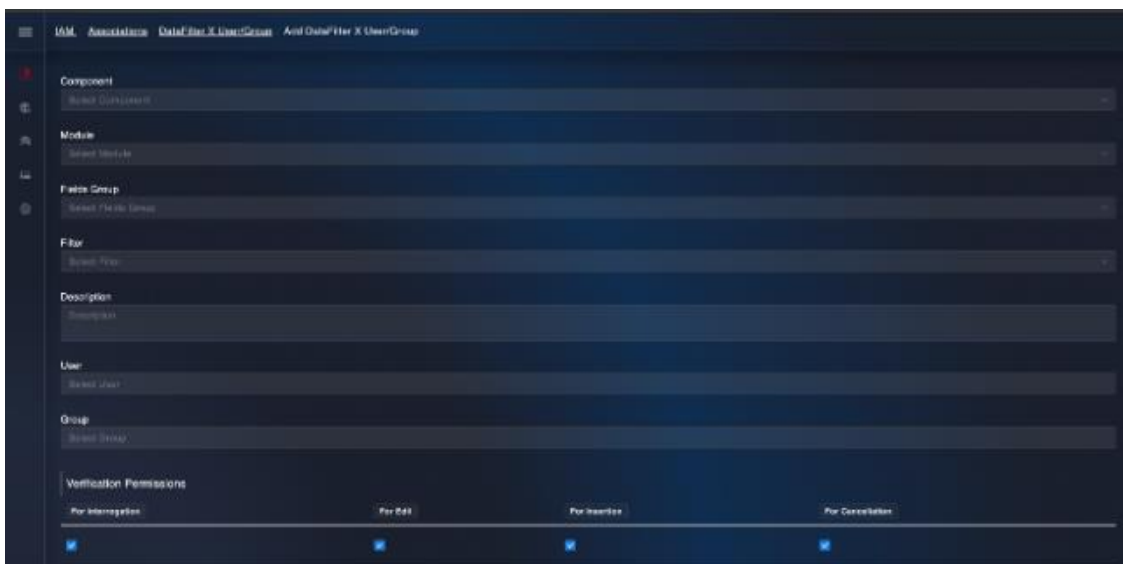 IAM Associations DataFilter X User/Group Add DataFilter X User/Group
Component
Select Component
Module
Select Module
Fields Group
Select Fields Group
Filter
Select Filter
Description
Description
User
Select User
Group
Select Group
Verification Permissions
For Interrogation For Edit For Insertion For Cancellation